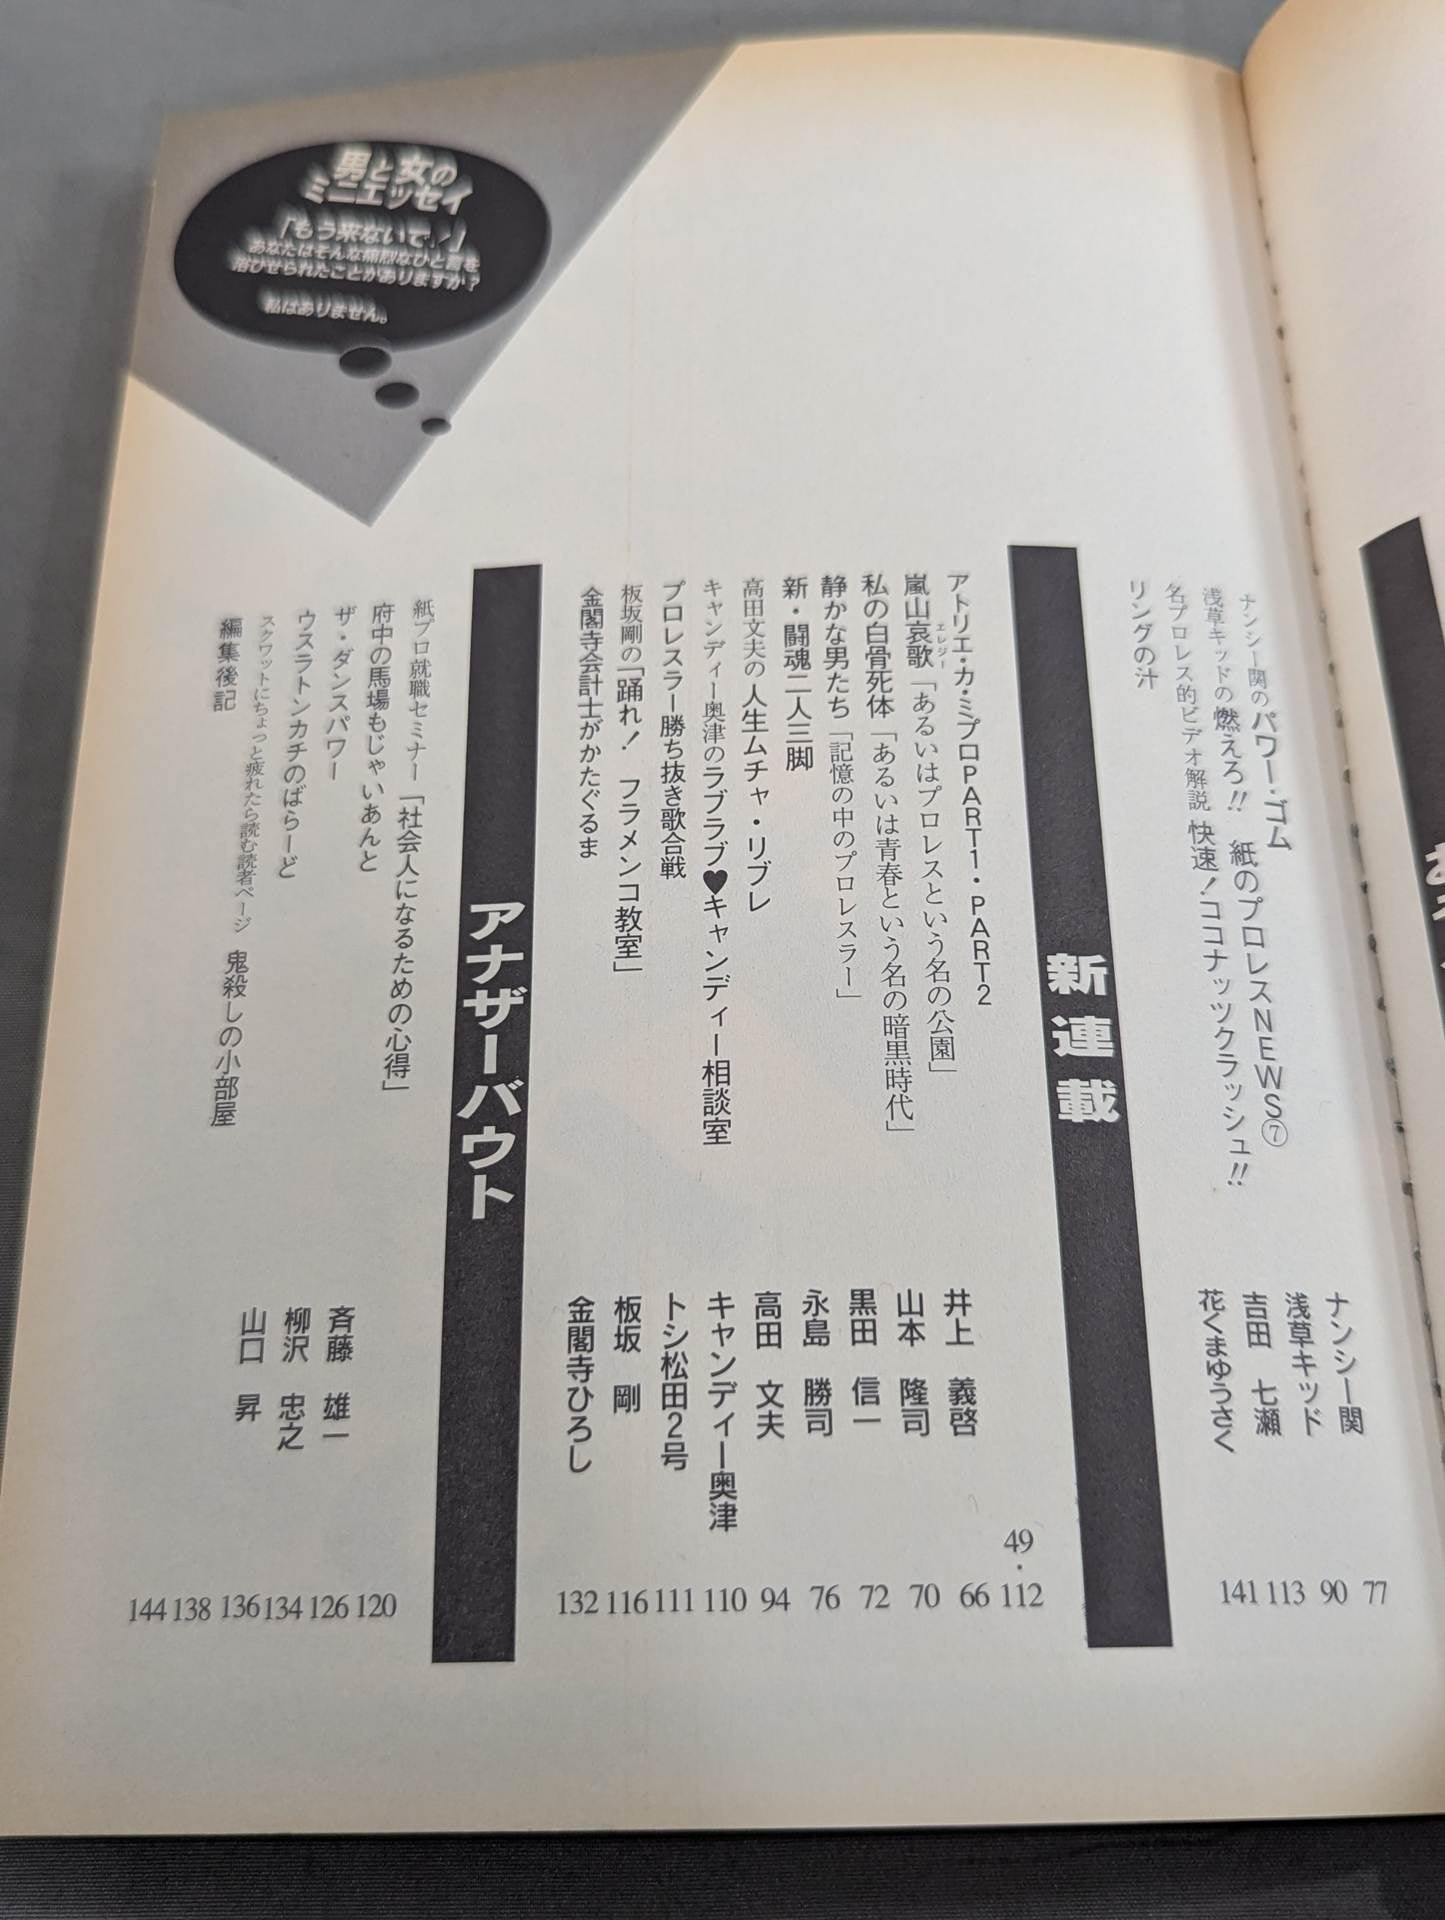 ナンシー関のパワー・ゴム
浅草キッドの燃えろ!! 紙のプロレスNEWS⑦
名プロレス的ビデオ解説 快速！ココナッツクラッシュ!!
リングの汁
ナンシー関
浅草キッド
吉田 七瀬
花くまゆうさく
77
90
113
141
新連載
アトリエ・カ・ミプロPART1・PART2
嵐山哀歌「あるいはプロレスという名の公園」
エレジー
私の白骨死体「あるいは青春という名の暗黒時代」
静かな男たち「記憶の中のプロレスラー」
新・闘魂二人三脚
高田文夫の人生ムチャ・リブレ
キャンディー奥津のラブラブ♥キャンディー相談室
プロレスラー勝ち抜き歌合戦
板坂剛の「踊れ！ フラメンコ教室」
金閣寺会計士がかたぐるま
井上 義啓
山本 隆司
黒田 信一
永島 勝司
高田 文夫
キャンディー奥津
トシ松田2号
板坂 剛
金閣寺ひろし
49・112
66
70
72
76
94
110
111
116
132
アナザーバウト
紙プロ就職セミナー「社会人になるための心得」
府中の馬場もじゃいあんと
ザ・ダンスパワー
ウストラントンカチのばらーど
スクワットにちょっと疲れたら読む読者ページ 鬼殺しの小部屋
編集後記
斉藤 雄一
柳沢 忠之
山口 昇
120
126
134
136
138
144
男と女の
ミニエッセイ
「もう来ないで！」
あなたはそんな痛烈なひと言を
浴びせられたことがありますか？
私はありません。